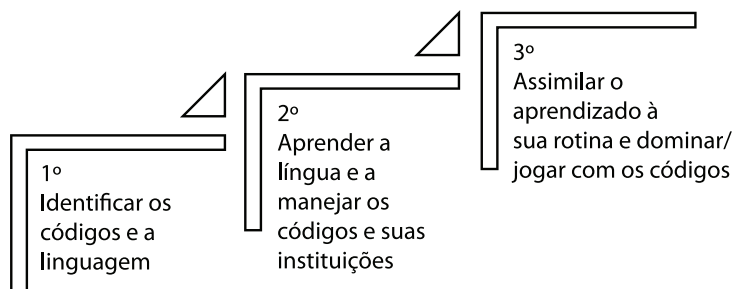 1º
Identificar os
códigos e a
linguagem
2º
Aprender a
língua e a
manejar os
códigos e suas
instituições
3º
Assimilar o
aprendizado à
sua rotina e dominar/
jogar com os códigos